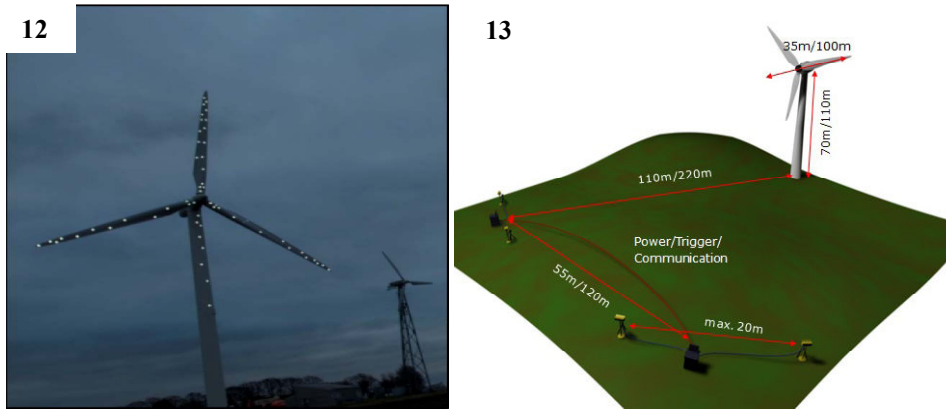 12
13
35m/100m
70m/110m
110m/220m
Power/Trigger/
Communication
55m/120m
max. 20m